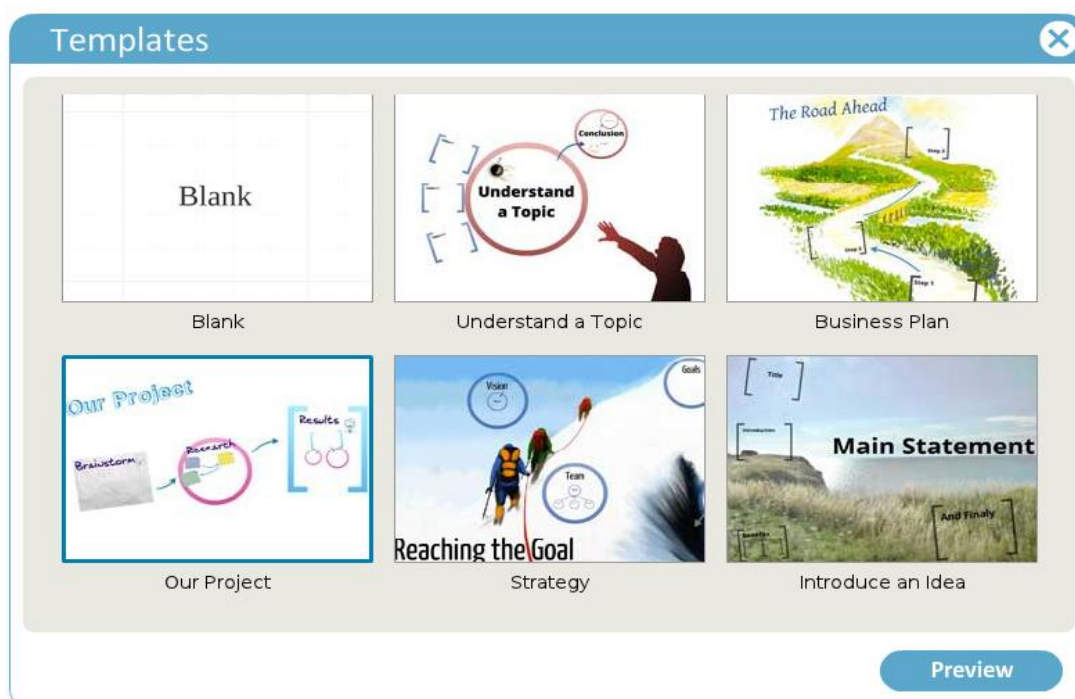 Templates
Blank
Understand
a Topic
Conclusion
The Road Ahead
Step 1
Blank
Understand a Topic
Business Plan
Our Project
Brainstorm
Research
Results
Vision
Goals
Team
Reaching the Goal
Title
Introduction
Main Statement
And Finaly
Benefits
Our Project
Strategy
Introduce an Idea
Preview